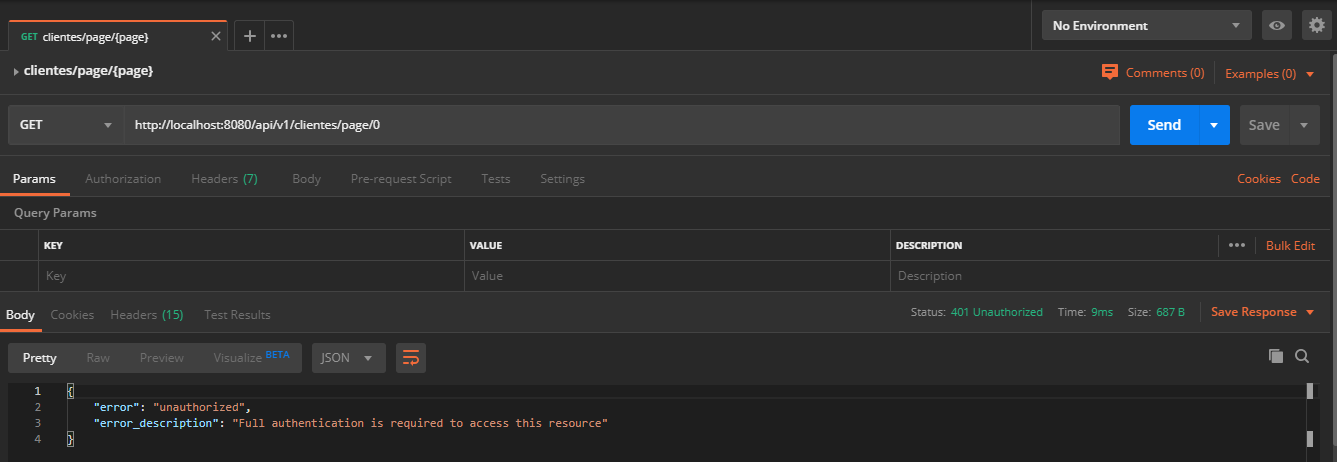 GET clientes/page/{page}
No Environment
clientes/page/{page}
Comments (0) Examples (0)
GET http://localhost:8080/api/v1/clientes/page/0 Send Save
Params Authorization Headers (7) Body Pre-request Script Tests Settings Cookies Code
Query Params
KEY VALUE DESCRIPTION Bulk Edit
Key Value Description
Body Cookies Headers (15) Test Results Status: 401 Unauthorized Time: 9ms Size: 687 B Save Response
Pretty Raw Preview Visualize BETA JSON
1 {
2 "error": "unauthorized",
3 "error_description": "Full authentication is required to access this resource"
4 }